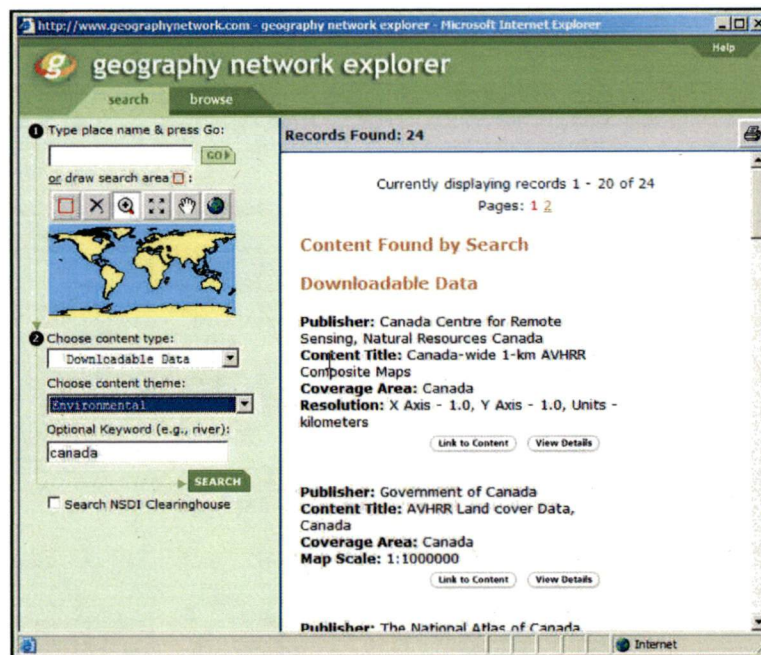 http://www.geographynetwork.com - geography network explorer - Microsoft Internet Explorer
Help
g geography network explorer
search browse
1 Type place name & press Go:
GO
or draw search area :
2 Choose content type:
Downloadable Data
Choose content theme:
Environmental
Optional Keyword (e.g., river):
canada
SEARCH
Search NSDI Clearinghouse
Records Found: 24
Currently displaying records 1 - 20 of 24
Pages: 1 2
Content Found by Search
Downloadable Data
Publisher: Canada Centre for Remote
Sensing, Natural Resources Canada
Content Title: Canada-wide 1-km AVHRR
Composite Maps
Coverage Area: Canada
Resolution: X Axis - 1.0, Y Axis - 1.0, Units -
kilometers
Link to Content View Details
Publisher: Government of Canada
Content Title: AVHRR Land cover Data,
Canada
Coverage Area: Canada
Map Scale: 1:1000000
Link to Content View Details
Publisher: The National Atlas of Canada,
Internet